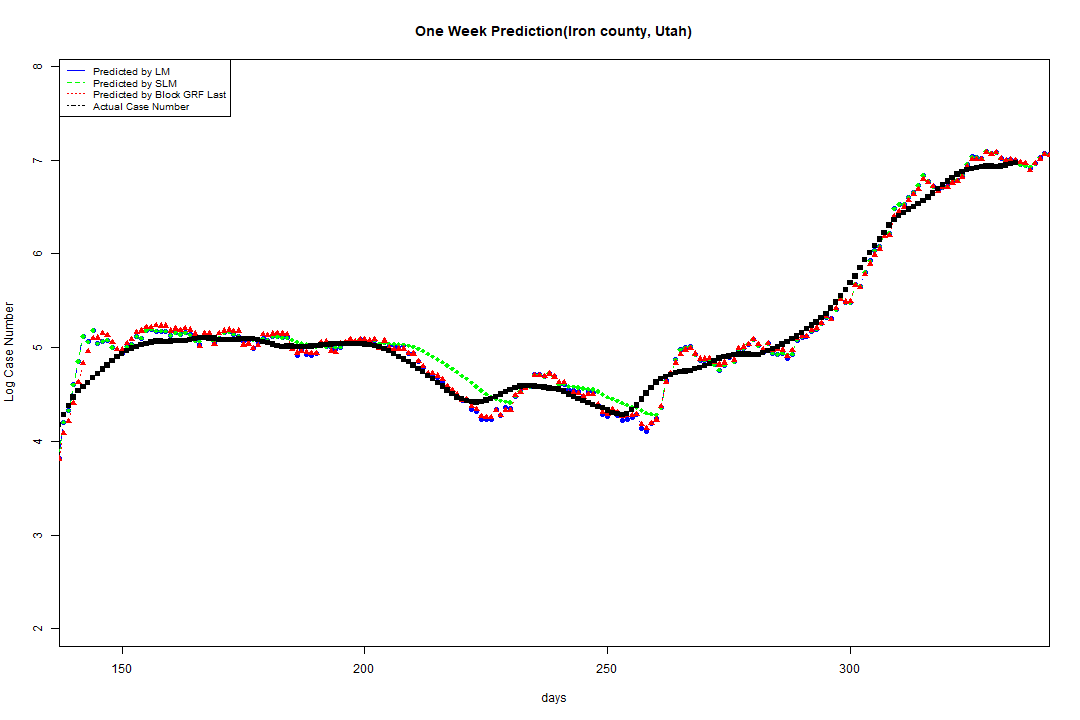 One Week Prediction(Iron county, Utah)
Predicted by LM
Predicted by SLM
Predicted by Block GRF Last
Actual Case Number
8
7
6
5
4
3
2
Log Case Number
150
200
250
300
days